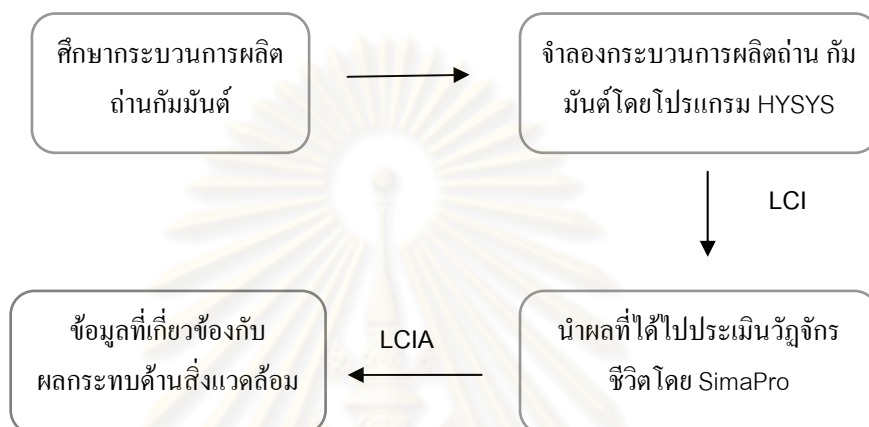 ศึกษากระบวนการผลิต
ถ่านกัมมันต์
จำลองกระบวนการผลิตถ่าน กัม
มันต์โดยโปรแกรม HYSYS
LCI
นำผลที่ได้ไปประเมินวัฏจักร
ชีวิตโดย SimaPro
LCIA
ข้อมูลที่เกี่ยวข้องกับ
ผลกระทบด้านสิ่งแวดล้อม